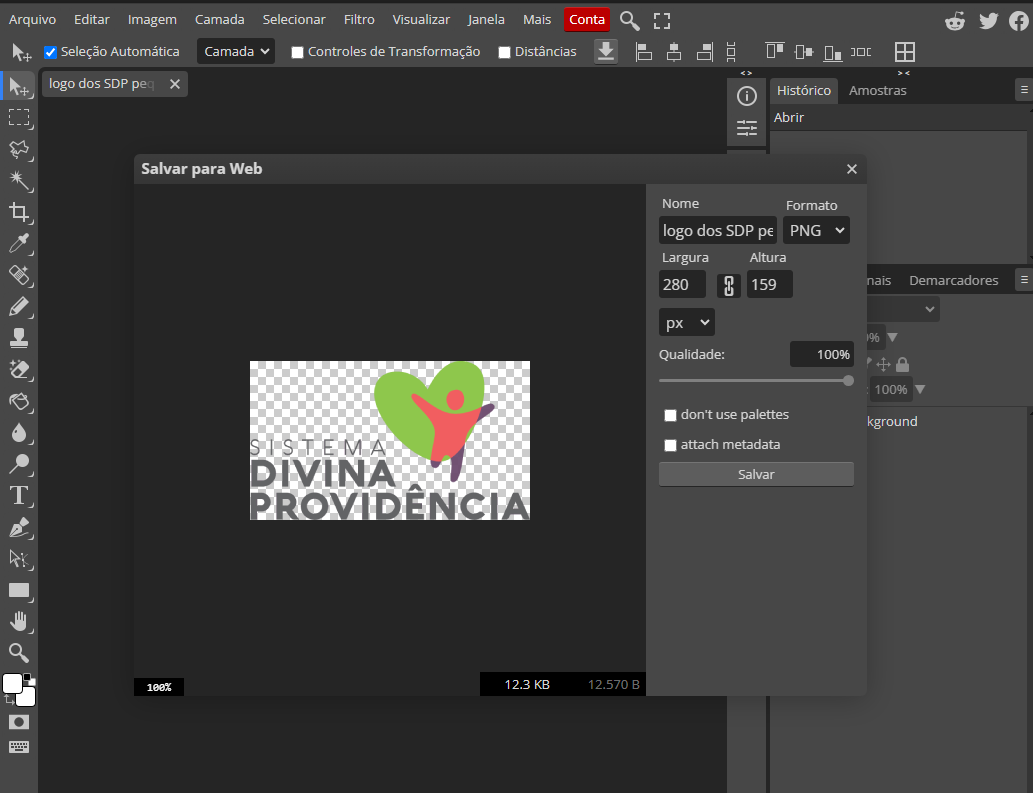 Arquivo Editar Imagem Camada Selecionar Filtro Visualizar Janela Mais Conta
Seleção Automática Camada Controles de Transformação Distâncias
logo dos SDP peq
Histórico Amostras
Abrir
Salvar para Web
Nome Formato
logo dos SDP pe PNG
Largura Altura
280 159
px
Qualidade: 100%
don't use palettes
attach metadata
Salvar
SISTEMA
DIVINA
PROVIDÊNCIA
100% 12.3 KB 12.570 B
nais Demarcadores
%
100%
kground
T